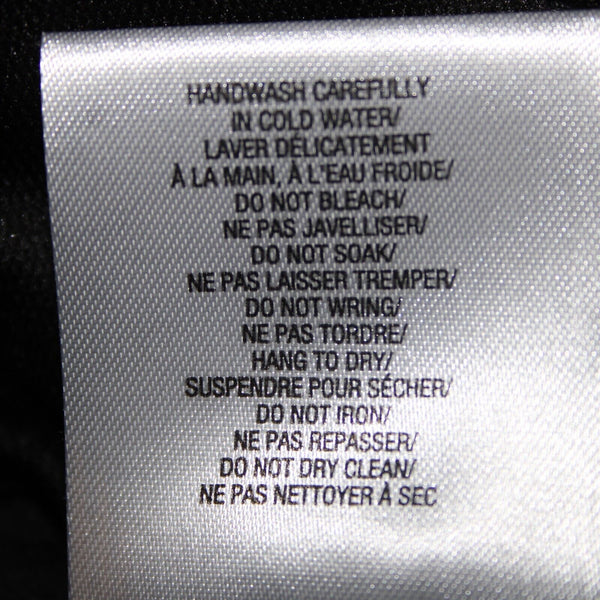 HANDWASH CAREFULLY
IN COLD WATER/
LAVER DÉLICATEMENT
À LA MAIN, À L'EAU FROIDE/
DO NOT BLEACH/
NE PAS JAVELLISER/
DO NOT SOAK/
NE PAS LAISSER TREMPER/
DO NOT WRING/
NE PAS TORDRE/
HANG TO DRY/
SUSPENDRE POUR SÉCHER/
DO NOT IRON/
NE PAS REPASSER/
DO NOT DRY CLEAN/
NE PAS NETTOYER À SEC